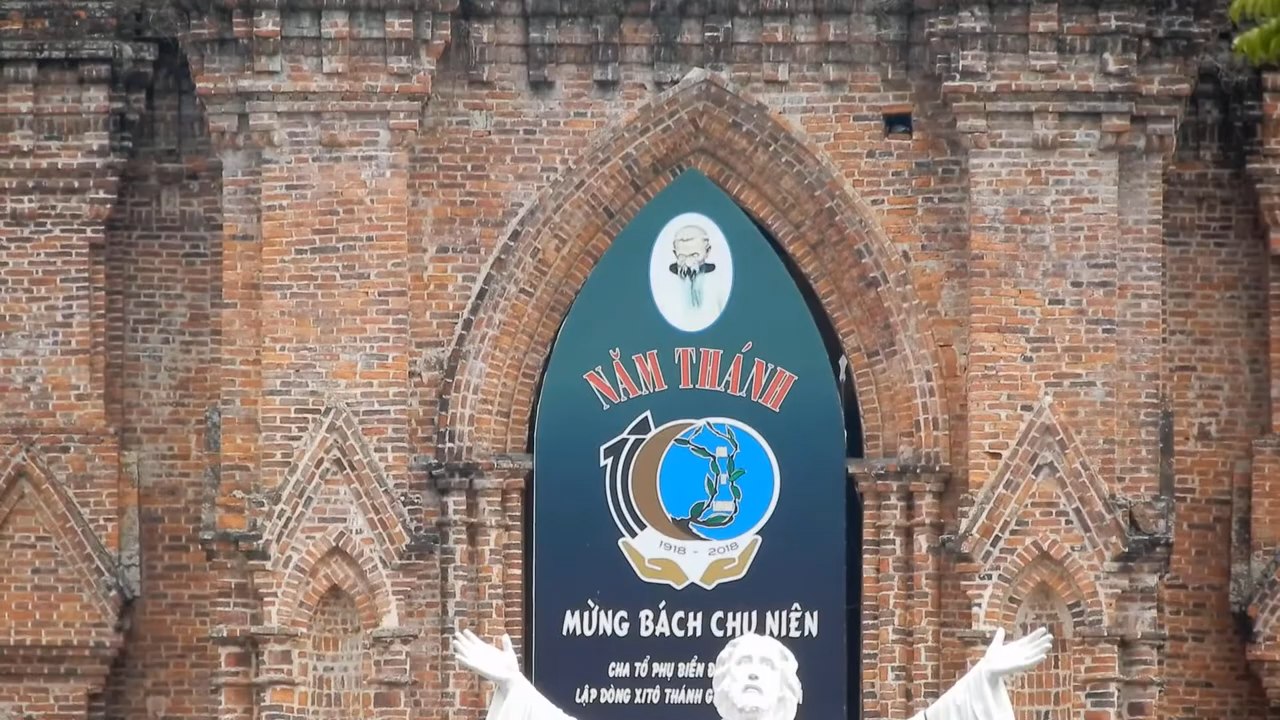 NĂM THÁNH
1918 - 2018
MỪNG BÁCH CHU NIÊN
CHA TỔ PHỤ BIỂN
LẬP DÒNG XITÔ THÁNH